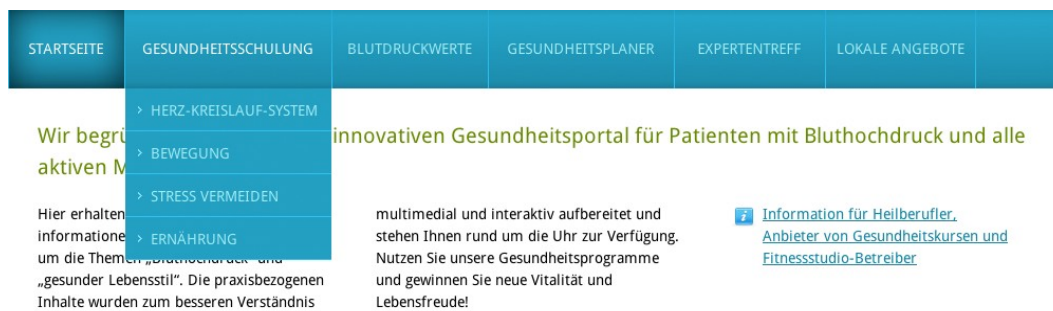 STARTSEITE GESUNDHEITSSCHULUNG BLUTDRUCKWERTE GESUNDHEITSPLANER EXPERTENTREFF LOKALE ANGEBOTE
› HERZ-KREISLAUF-SYSTEM
› BEWEGUNG
› STRESS VERMEIDEN
› ERNÄHRUNG
Wir innovativen Gesundheitsportal für Patienten mit Bluthochdruck und alle
aktiven
Hier erhalten
um die Themen „Bluthochdruck“ und
„gesunder Lebensstil“. Die praxisbezogenen
Inhalte wurden zum besseren Verständnis
multimedial und interaktiv aufbereitet und
stehen Ihnen rund um die Uhr zur Verfügung.
Nutzen Sie unsere Gesundheitsprogramme
und gewinnen Sie neue Vitalität und
Lebensfreude!
Information für Heilberufler,
Anbieter von Gesundheitskursen und
Fitnessstudio-Betreiber